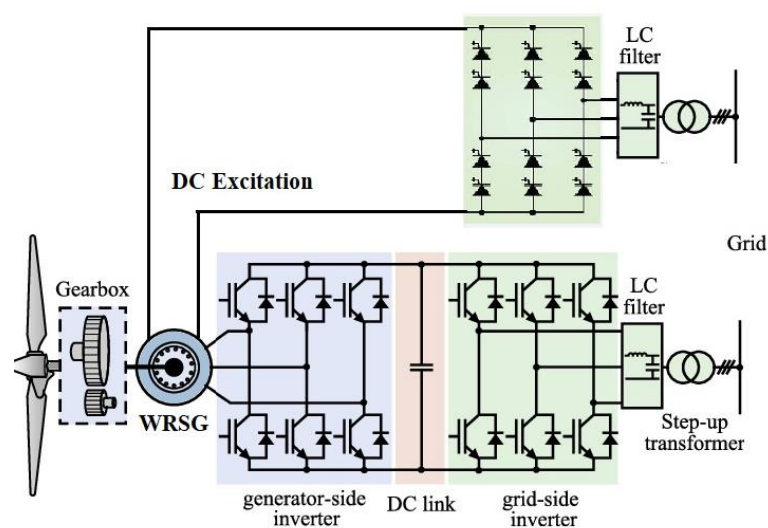 LC
filter
DC Excitation
Grid
Gearbox
LC
filter
WRSG
Step-up
transformer
generator-side
inverter
DC link
grid-side
inverter